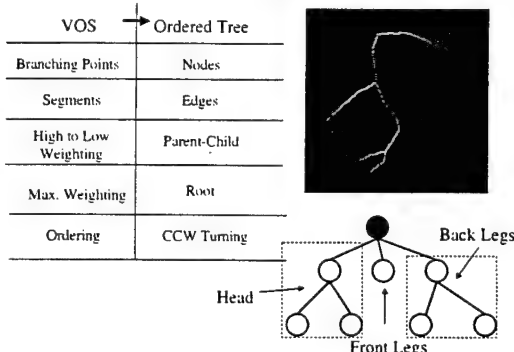 VOS → Ordered Tree
Branching Points Nodes
Segments Edges
High to Low
Weighting Parent-Child
Max. Weighting Root
Ordering CCW Turning
Back Legs
Head
Front Legs